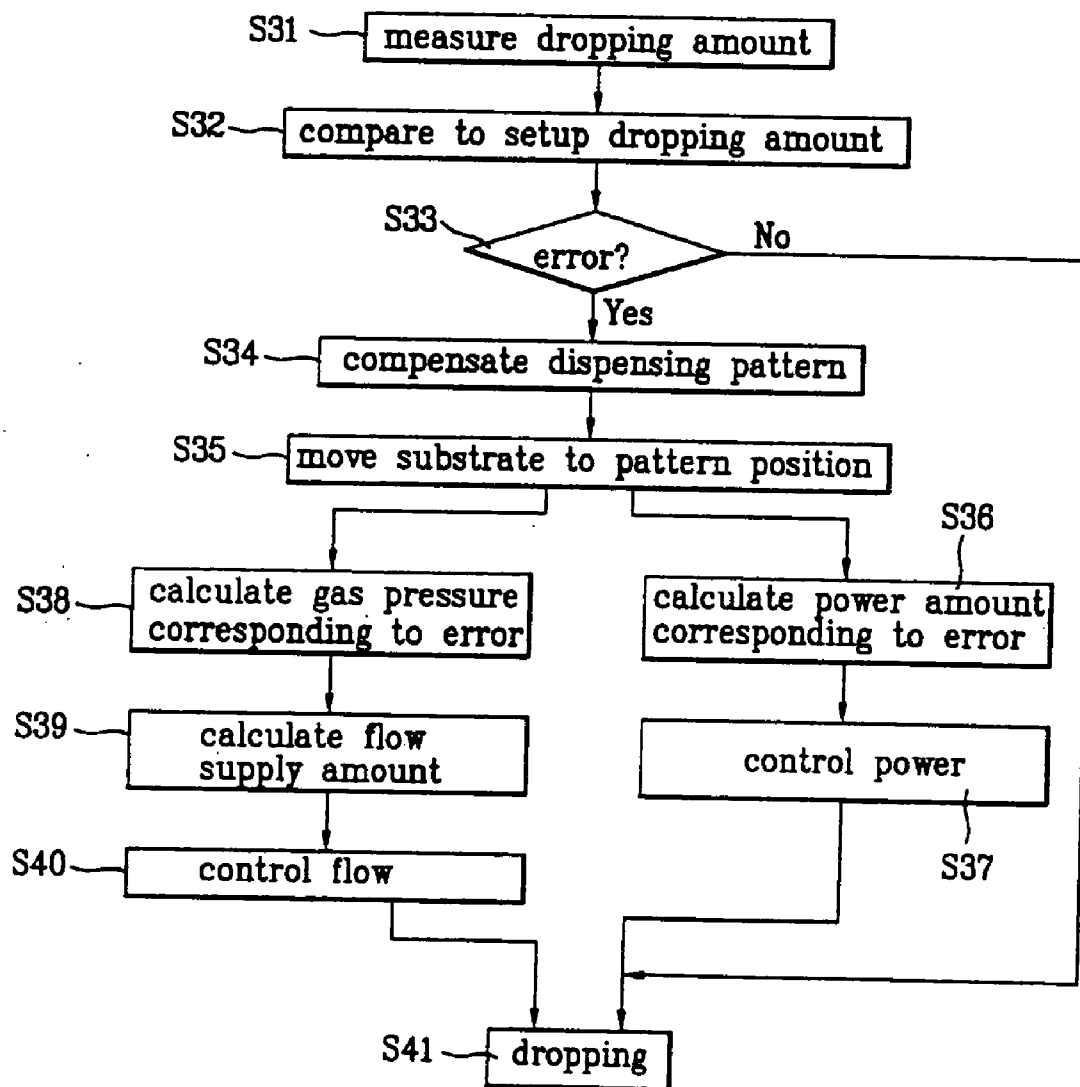 S31
measure dropping amount
S32
compare to setup dropping amount
S33
error?
No
Yes
S34
compensate dispensing pattern
S35
move substrate to pattern position
S36
S38
calculate gas pressure
corresponding to error
calculate power amount
corresponding to error
S39
calculate flow
supply amount
control power
S40
control flow
S37
S41
dropping